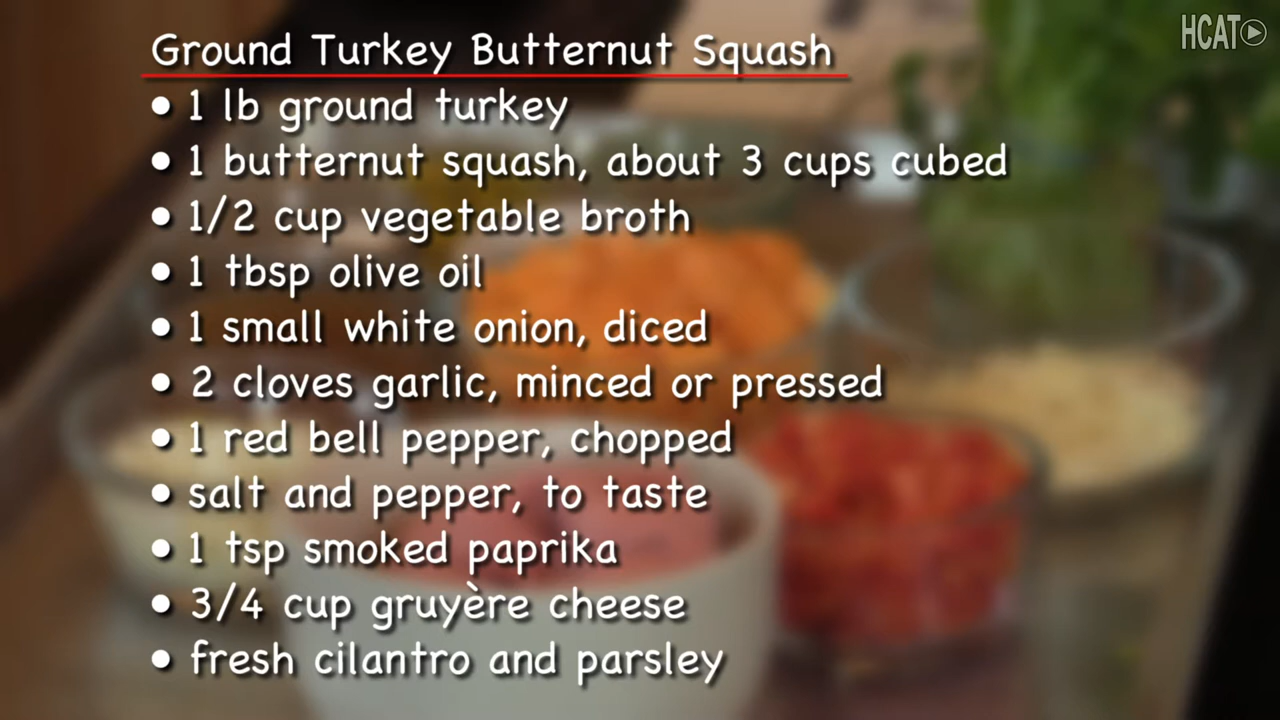 HCAT
Ground Turkey Butternut Squash
• 1 lb ground turkey
• 1 butternut squash, about 3 cups cubed
• 1/2 cup vegetable broth
• 1 tbsp olive oil
• 1 small white onion, diced
• 2 cloves garlic, minced or pressed
• 1 red bell pepper, chopped
• salt and pepper, to taste
• 1 tsp smoked paprika
• 3/4 cup gruyère cheese
• fresh cilantro and parsley